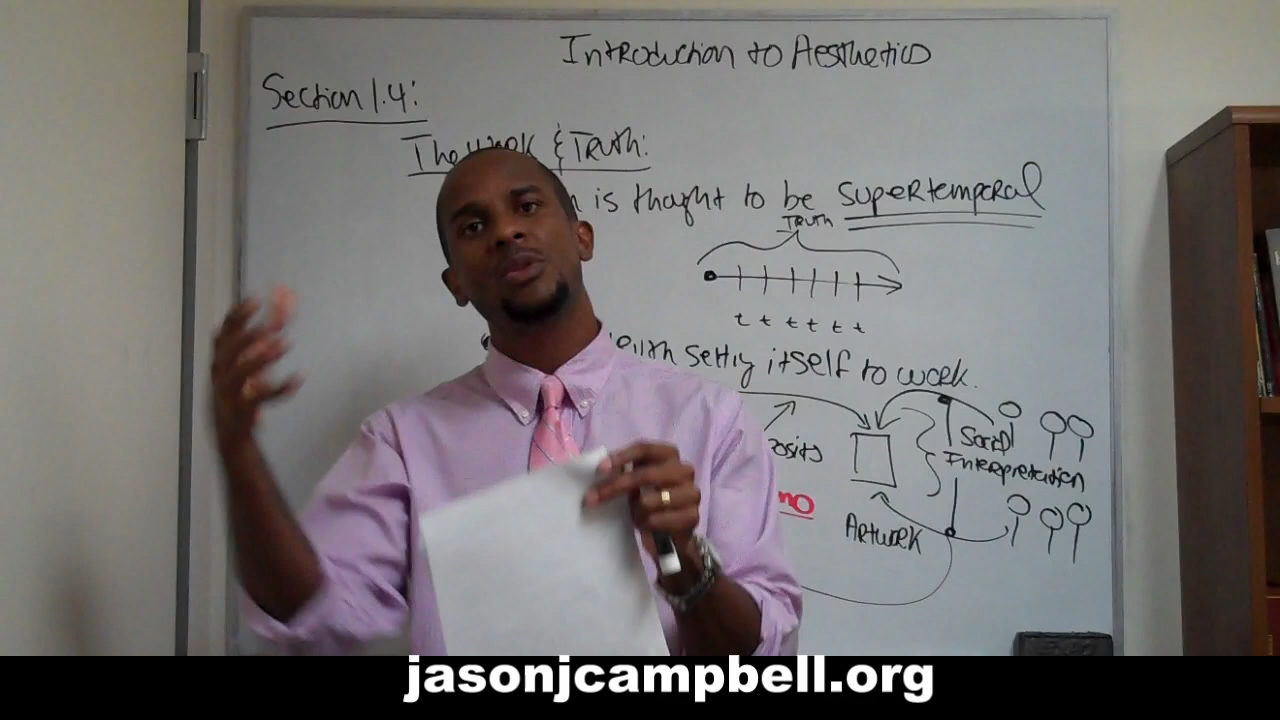 Introduction to Aesthetics
Section 1.4:
The Work & Truth:
is thought to be supertemporal
Truth
t t t t t t
setting itself to work.
Social
Interpretation
Artwork
jasonjcampbell.org